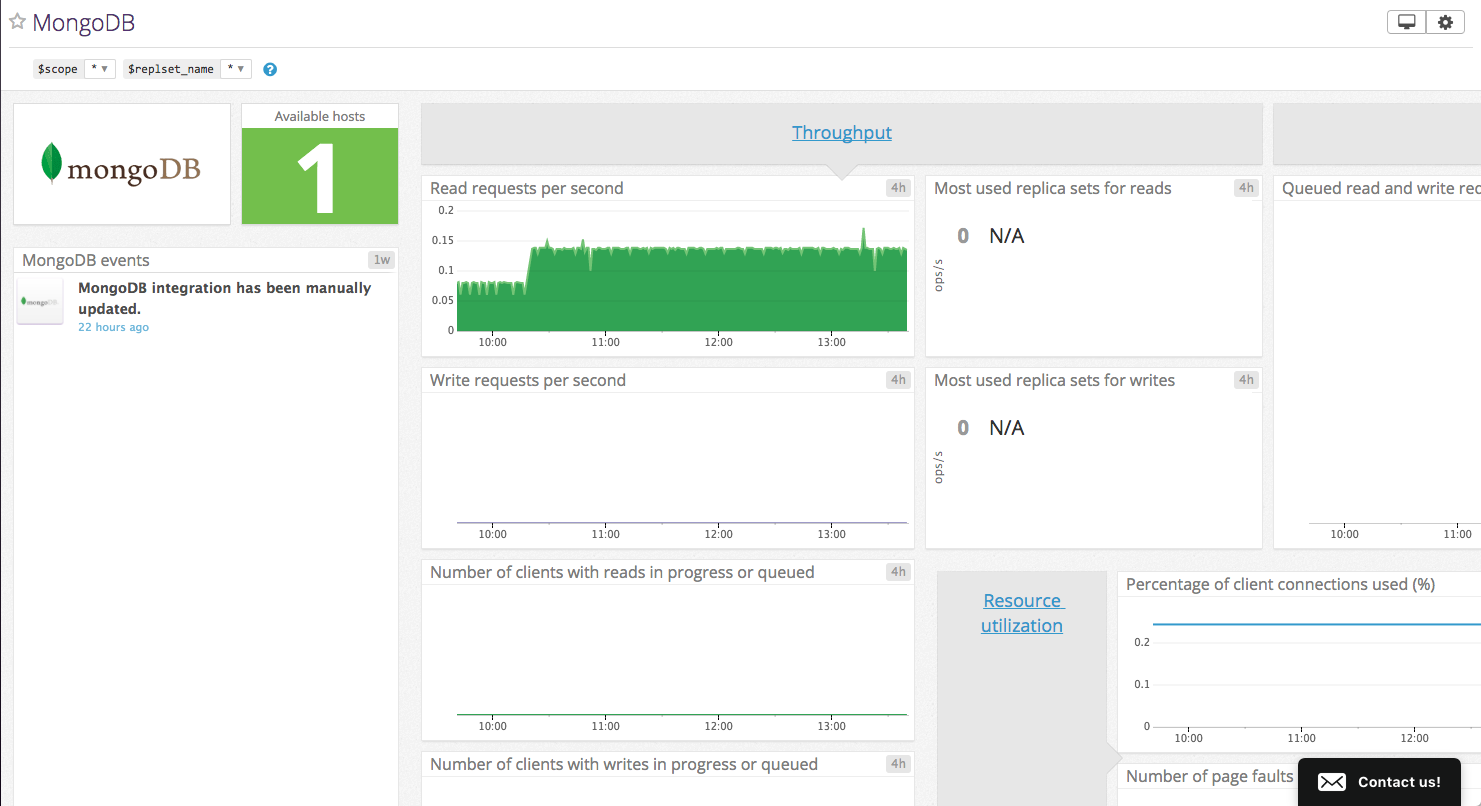 MongoDB
$scope * ▼ $replset_name * ▼ ?
mongoDB
Available hosts
1
MongoDB events 1w
mongoDB
MongoDB integration has been manually
updated.
22 hours ago
Throughput
Read requests per second 4h
0.2
0.15
0.1
0.05
0
10:00 11:00 12:00 13:00
Most used replica sets for reads 4h
0 N/A
ops/s
Queued read and write rec
10:00 11:00
Write requests per second 4h
10:00 11:00 12:00 13:00
Most used replica sets for writes 4h
0 N/A
ops/s
Number of clients with reads in progress or queued 4h
10:00 11:00 12:00 13:00
Resource
utilization
Percentage of client connections used (%)
0.2
0.1
0
10:00 11:00 12:00
Number of clients with writes in progress or queued 4h
Number of page faults
Contact us!